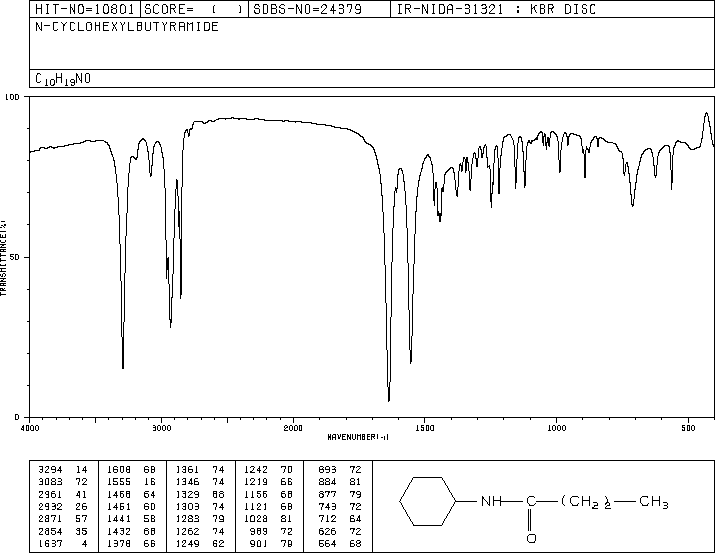 HIT-NO=10801 SCORE= ( ) SDBS-NO=24379 IR-NIDA-31321 : KBR DISC
N-CYCLOHEXYLBUTYRAMIDE
C10H19NO
100
50
0
TRANSMITTANCE(%)
4000 3000 2000 1500 1000 500
WAVENUMBER(-1)
3294 14 1608 68 1361 74 1242 70 893 72
3083 72 1555 16 1346 74 1219 66 884 81
2961 41 1468 64 1329 68 1156 68 877 79
2932 26 1451 60 1303 74 1121 68 743 72
2871 57 1441 58 1283 79 1028 81 712 64
2854 35 1432 68 1262 74 989 72 626 72
1637 4 1378 66 1249 62 901 79 564 68
NH C (CH2)2 CH3
O